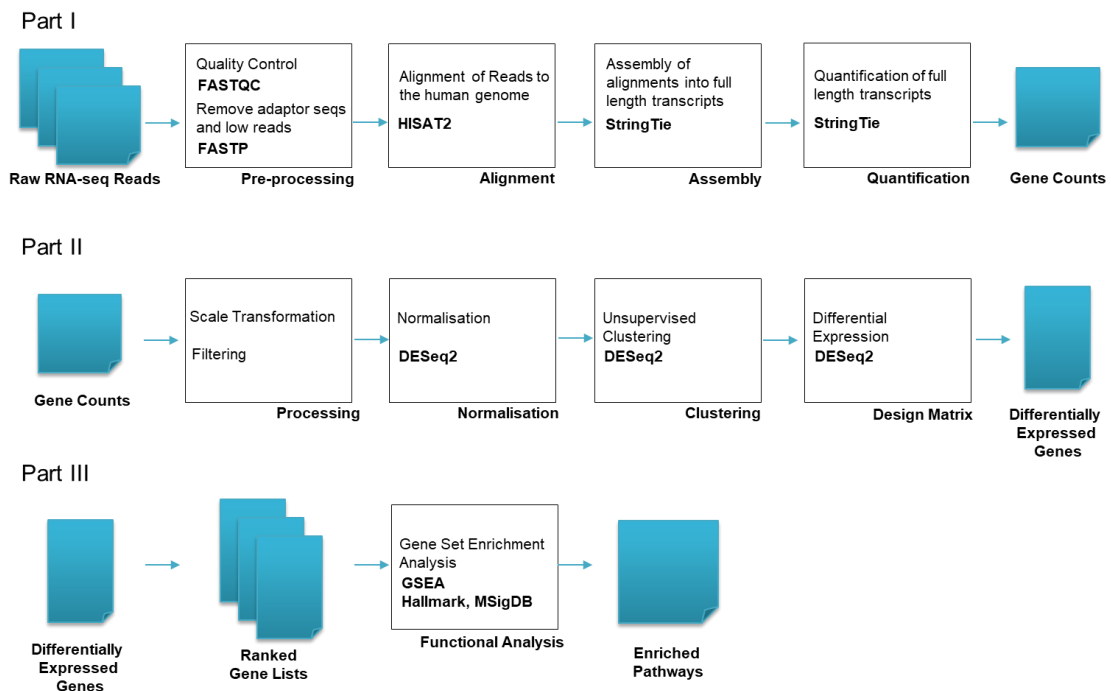 Part I
Raw RNA-seq Reads
Quality Control
FASTQC
Remove adaptor seqs
and low reads
FASTP
Pre-processing
Alignment of Reads to
the human genome
HISAT2
Alignment
Assembly of
alignments into full
length transcripts
StringTie
Assembly
Quantification of full
length transcripts
StringTie
Quantification
Gene Counts
Part II
Gene Counts
Scale Transformation
Filtering
Processing
Normalisation
DESeq2
Normalisation
Unsupervised
Clustering
DESeq2
Clustering
Differential
Expression
DESeq2
Design Matrix
Differentially
Expressed
Genes
Part III
Differentially
Expressed
Genes
Ranked
Gene Lists
Gene Set Enrichment
Analysis
GSEA
Hallmark, MSigDB
Functional Analysis
Enriched
Pathways